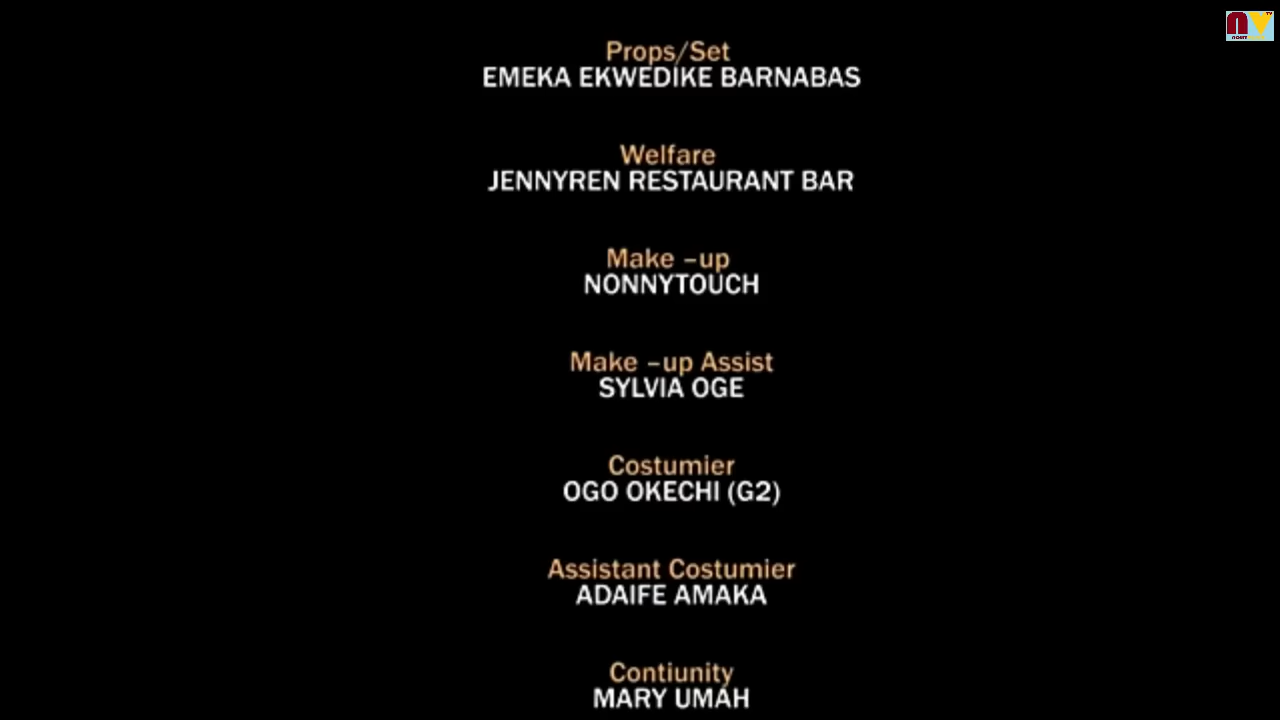 Props/Set
EMEKA EKWEDIKE BARNABAS
Welfare
JENNYREN RESTAURANT BAR
Make –up
NONNYTOUCH
Make –up Assist
SYLVIA OGE
Costumier
OGO OKECHI (G2)
Assistant Costumier
ADAIFE AMAKA
Contiunity
MARY UMAH